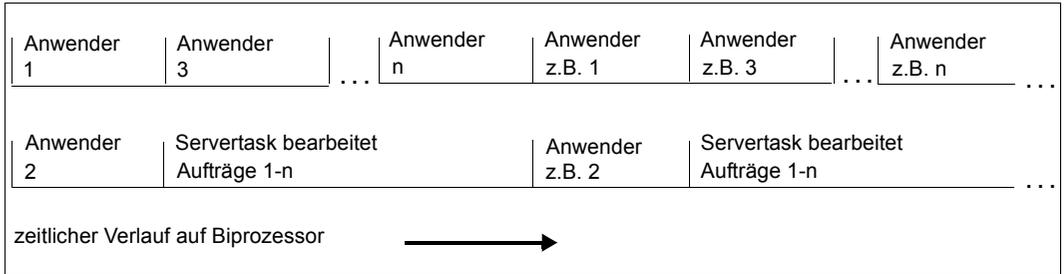 Anwender Anwender Anwender Anwender Anwender Anwender
1 3 ... n z.B. 1 z.B. 3 ... z.B. n ...
Anwender Servertask bearbeitet Anwender Servertask bearbeitet
2 Aufträge 1-n z.B. 2 Aufträge 1-n ...
zeitlicher Verlauf auf Biprozessor